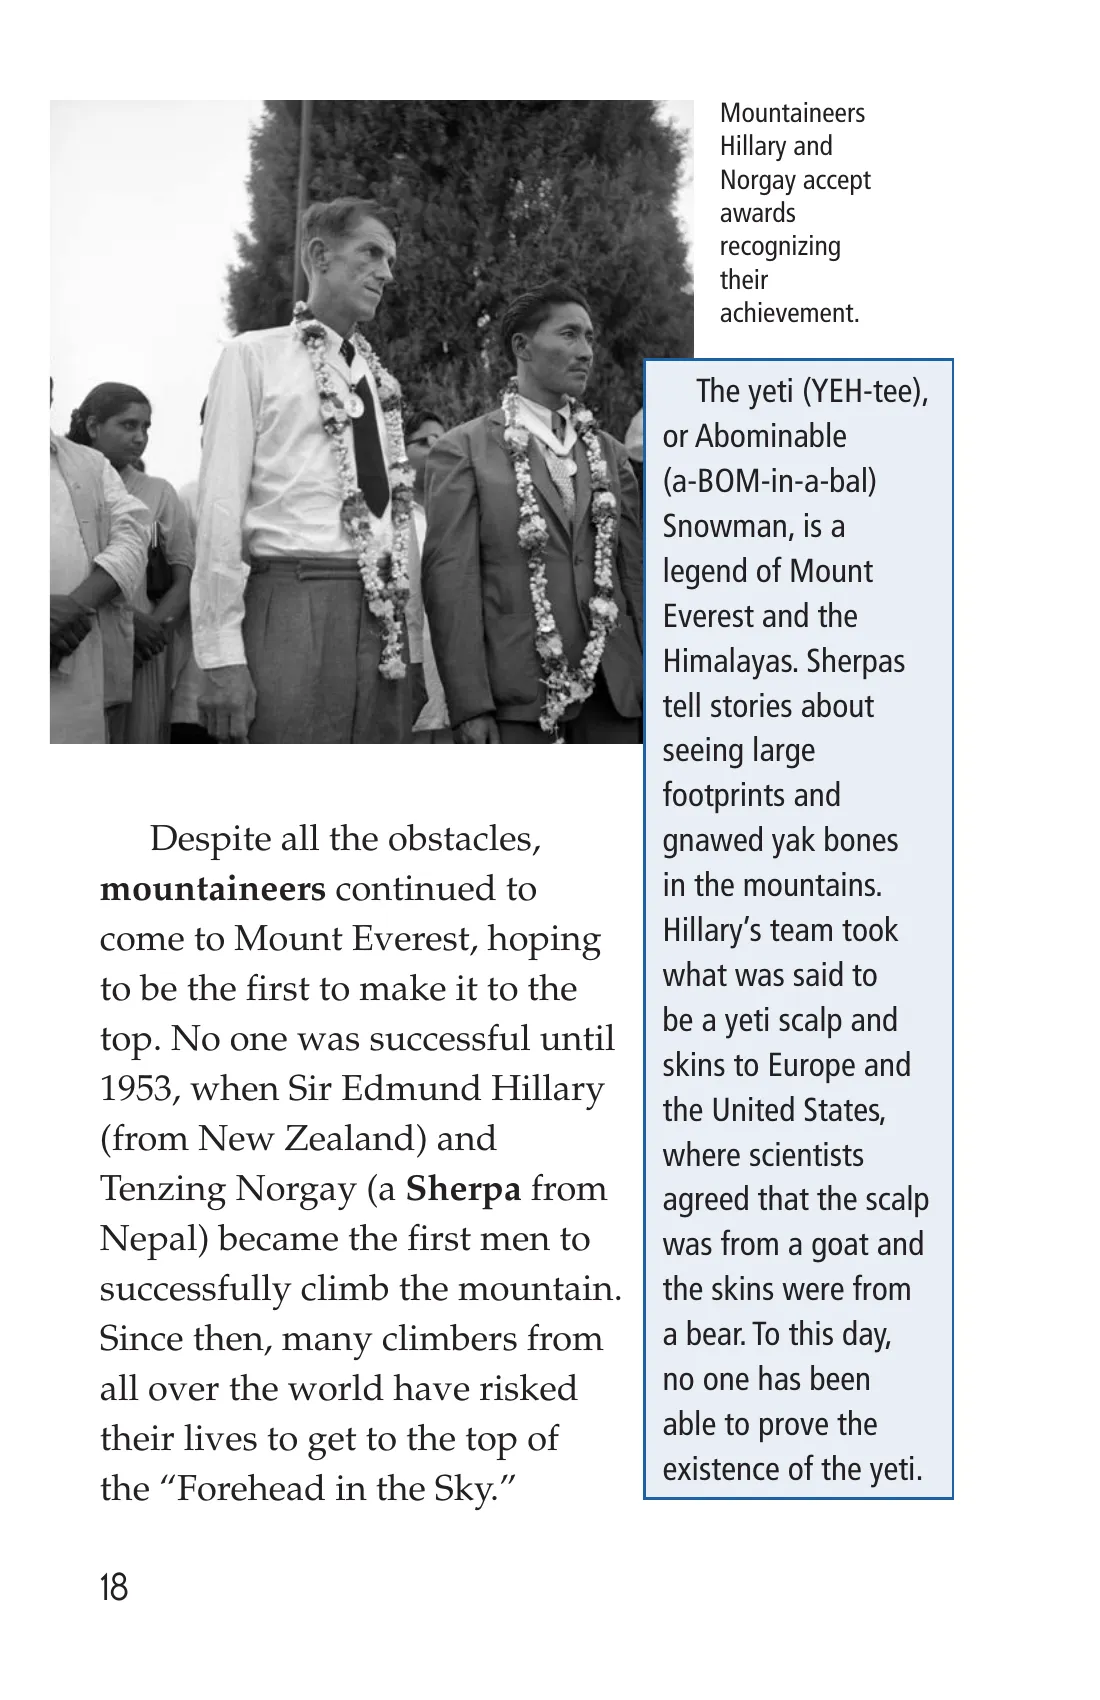 Mountaineers
Hillary and
Norgay accept
awards
recognizing
their
achievement.
The yeti (YEH-tee),
or Abominable
(a-BOM-in-a-bal)
Snowman, is a
legend of Mount
Everest and the
Himalayas. Sherpas
tell stories about
seeing large
footprints and
gnawed yak bones
in the mountains.
Hillary’s team took
what was said to
be a yeti scalp and
skins to Europe and
the United States,
where scientists
agreed that the scalp
was from a goat and
the skins were from
a bear. To this day,
no one has been
able to prove the
existence of the yeti.
Despite all the obstacles,
mountaineers continued to
come to Mount Everest, hoping
to be the first to make it to the
top. No one was successful until
1953, when Sir Edmund Hillary
(from New Zealand) and
Tenzing Norgay (a Sherpa from
Nepal) became the first men to
successfully climb the mountain.
Since then, many climbers from
all over the world have risked
their lives to get to the top of
the “Forehead in the Sky.”
18